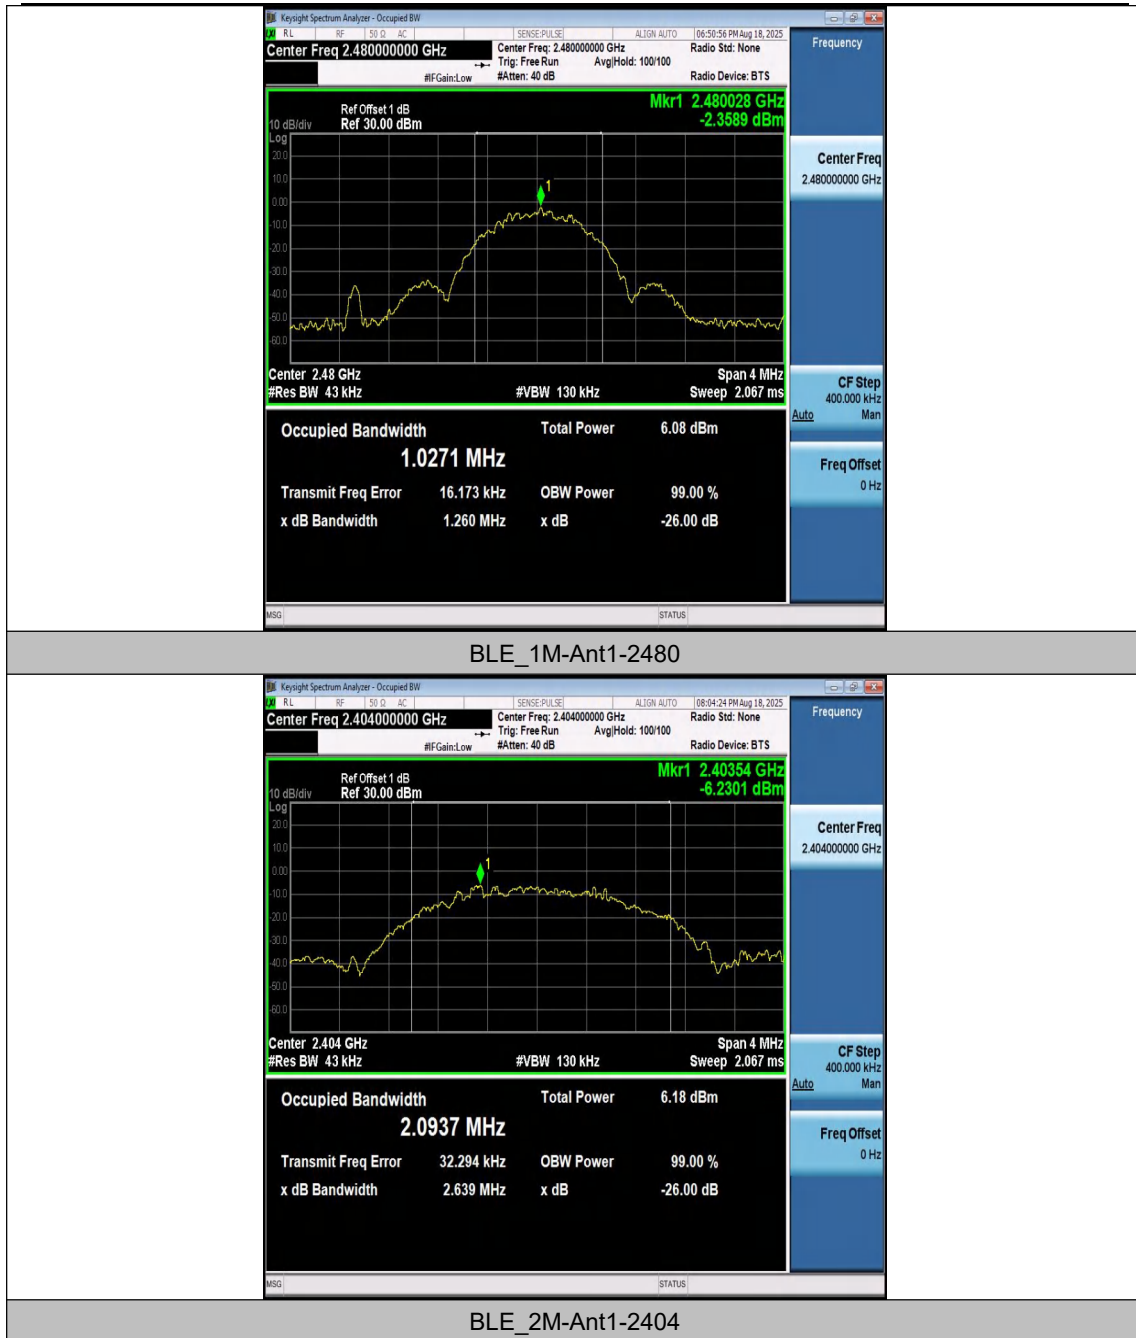 Keysight Spectrum Analyzer - Occupied BW
RL RF 50 Ω AC SENSE:PULSE ALIGN AUTO 06:50:56 PM Aug 18, 2025
Center Freq 2.480000000 GHz Center Freq: 2.480000000 GHz Radio Std: None Frequency
Trig: Free Run Avg|Hold: 100/100
#IFGain:Low #Atten: 40 dB Radio Device: BTS
Mkr1 2.480028 GHz
Ref Offset 1 dB -2.3589 dBm
10 dB/div Ref 30.00 dBm
Log
20.0
10.0
0.00
-10.0
-20.0
-30.0
-40.0
-50.0
-60.0
1
Center Freq
2.480000000 GHz
Center 2.48 GHz Span 4 MHz
#Res BW 43 kHz #VBW 130 kHz Sweep 2.067 ms
CF Step
400.000 kHz
Auto Man
Occupied Bandwidth Total Power 6.08 dBm
1.0271 MHz
Transmit Freq Error 16.173 kHz OBW Power 99.00 %
x dB Bandwidth 1.260 MHz x dB -26.00 dB
Freq Offset
0 Hz
MSG STATUS
BLE_1M-Ant1-2480
Keysight Spectrum Analyzer - Occupied BW
RL RF 50 Ω AC SENSE:PULSE ALIGN AUTO 08:04:24 PM Aug 18, 2025
Center Freq 2.404000000 GHz Center Freq: 2.404000000 GHz Radio Std: None Frequency
Trig: Free Run Avg|Hold: 100/100
#IFGain:Low #Atten: 40 dB Radio Device: BTS
Mkr1 2.40354 GHz
Ref Offset 1 dB -6.2301 dBm
10 dB/div Ref 30.00 dBm
Log
20.0
10.0
0.00
-10.0
-20.0
-30.0
-40.0
-50.0
-60.0
1
Center Freq
2.404000000 GHz
Center 2.404 GHz Span 4 MHz
#Res BW 43 kHz #VBW 130 kHz Sweep 2.067 ms
CF Step
400.000 kHz
Auto Man
Occupied Bandwidth Total Power 6.18 dBm
2.0937 MHz
Transmit Freq Error 32.294 kHz OBW Power 99.00 %
x dB Bandwidth 2.639 MHz x dB -26.00 dB
Freq Offset
0 Hz
MSG STATUS
BLE_2M-Ant1-2404